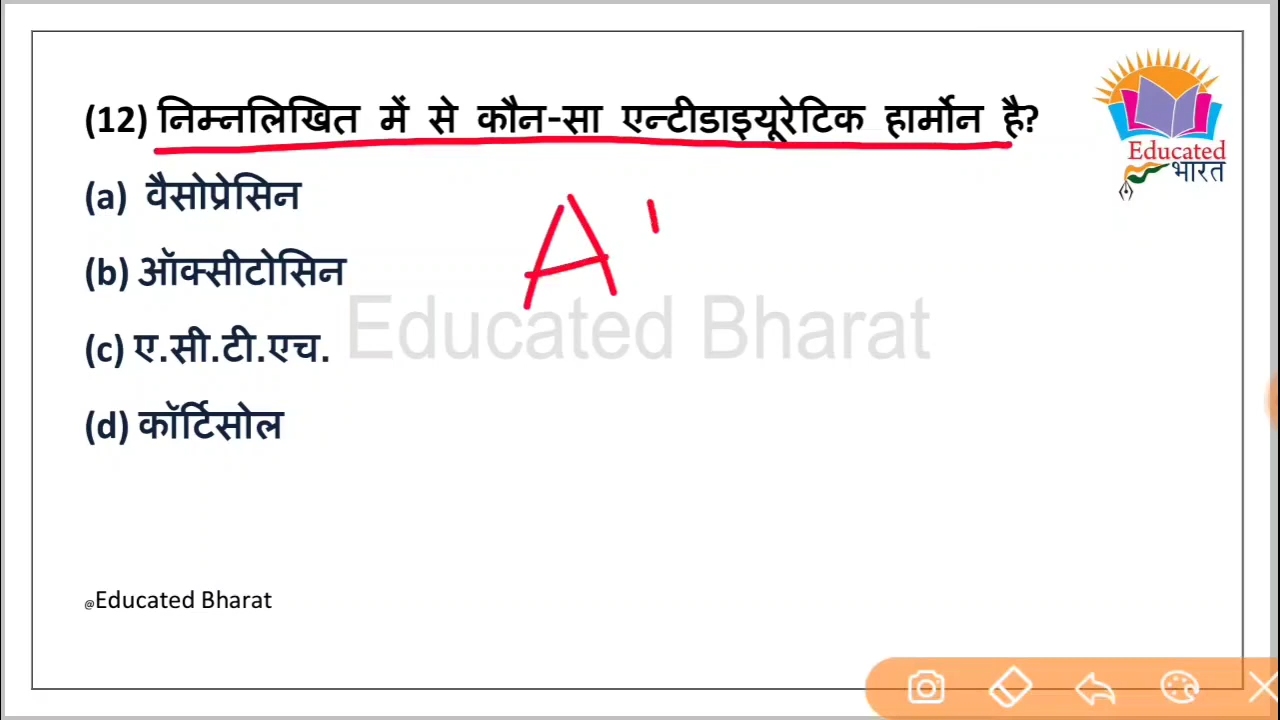 (12) निम्नलिखित में से कौन-सा एन्टीडाइयूरेटिक हार्मोन है?
Educated
भारत
(a) वैसोप्रेसिन
A'
(b) ऑक्सीटोसिन
Educated Bharat
(c) ए.सी.टी.एच.
(d) कॉर्टिसोल
@Educated Bharat